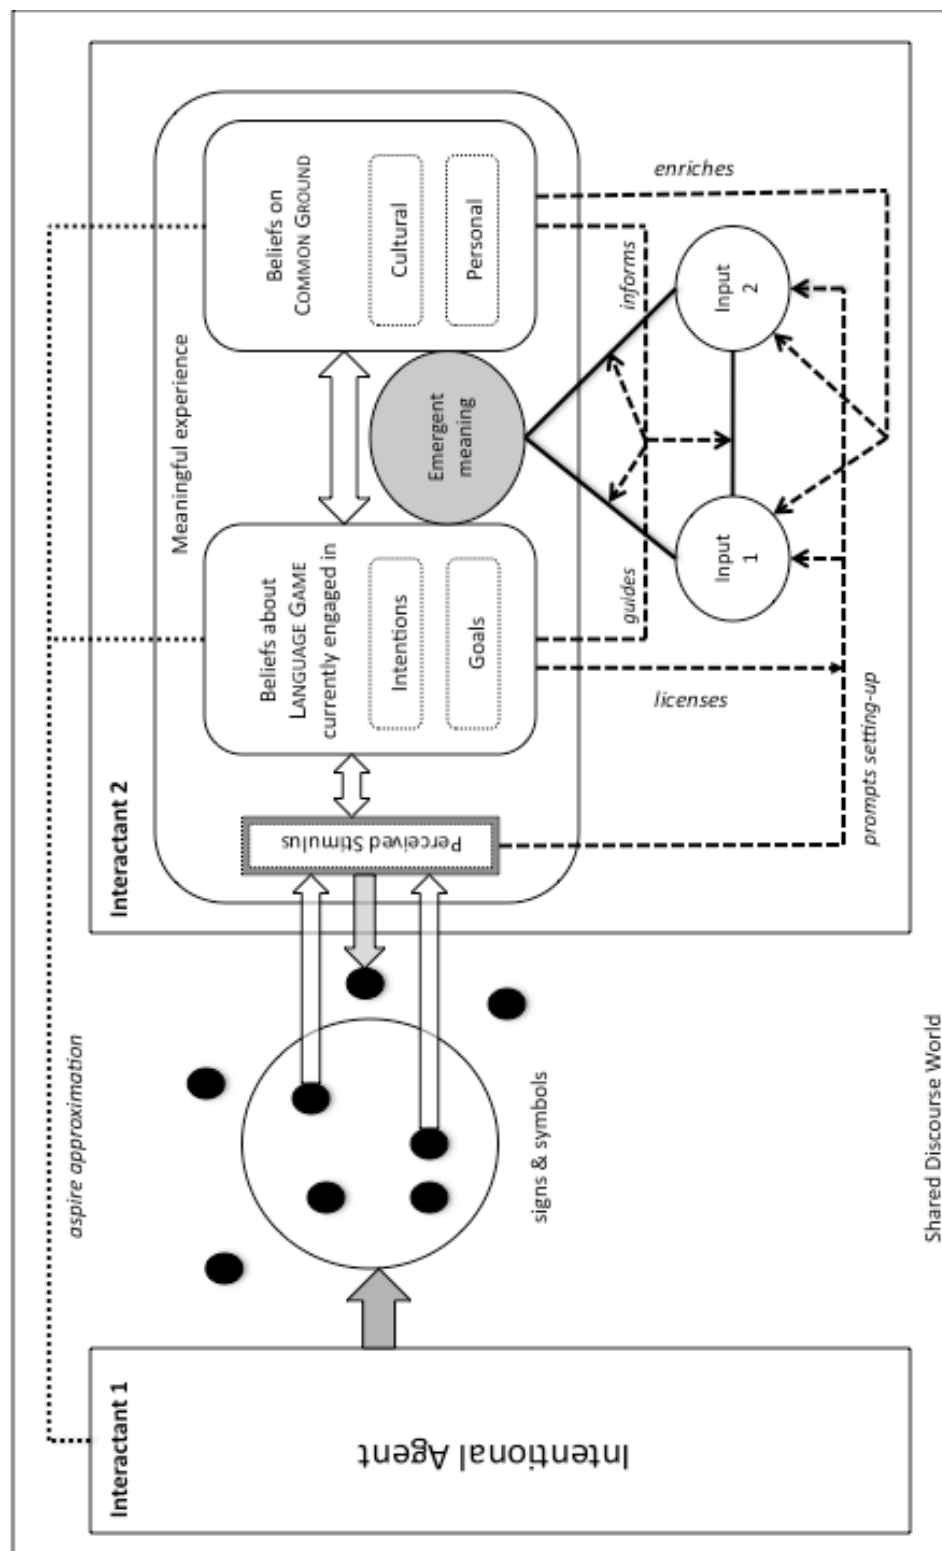 aspire approximation
Interactant 1
Intentional Agent
signs & symbols
Interactant 2
Meaningful experience
Perceived Stimulus
Beliefs about
LANGUAGE GAME
currently engaged in
Intentions
Goals
Beliefs on
COMMON GROUND
Cultural
Personal
Emergent
meaning
guides
informs
licenses
enriches
Input
1
Input
2
prompts setting-up
Shared Discourse World